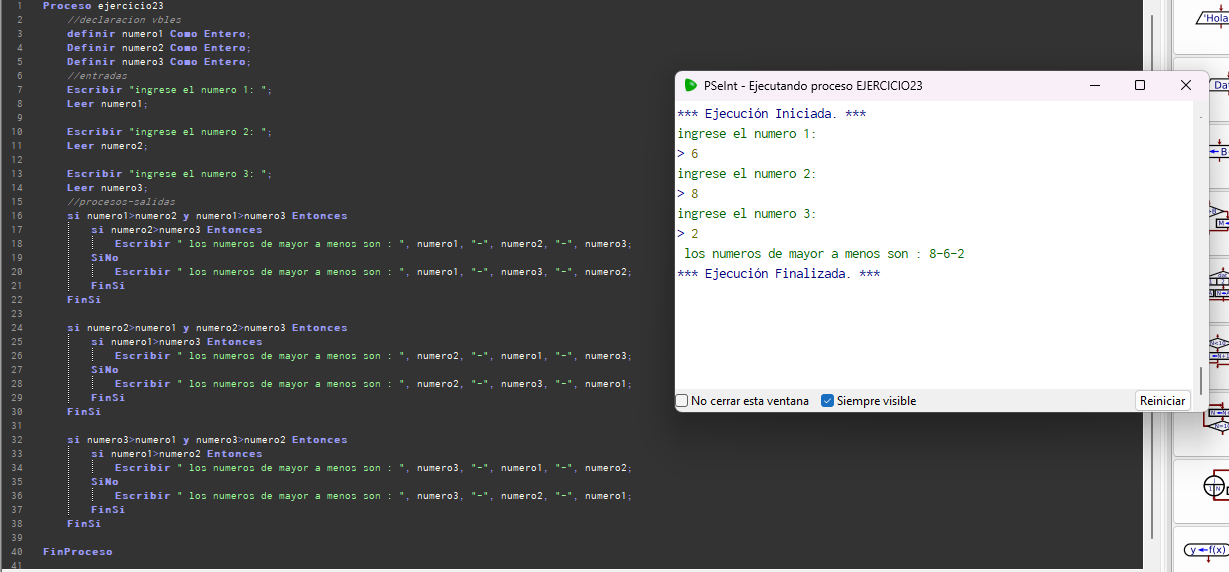 1 Proceso ejercicio23
2 //declaracion vbles
3 definir numero1 Como Entero;
4 Definir numero2 Como Entero;
5 Definir numero3 Como Entero;
6 //entradas
7 Escribir "ingrese el numero 1: ";
8 Leer numero1;
9
10 Escribir "ingrese el numero 2: ";
11 Leer numero2;
12
13 Escribir "ingrese el numero 3: ";
14 Leer numero3;
15 //procesos-salidas
16 si numero1>numero2 y numero1>numero3 Entonces
17 si numero2>numero3 Entonces
18 Escribir " los numeros de mayor a menos son : ", numero1, "-", numero2, "-", numero3;
19 SiNo
20 Escribir " los numeros de mayor a menos son : ", numero1, "-", numero3, "-", numero2;
21 FinSi
22 FinSi
23
24 si numero2>numero1 y numero2>numero3 Entonces
25 si numero1>numero3 Entonces
26 Escribir " los numeros de mayor a menos son : ", numero2, "-", numero1, "-", numero3;
27 SiNo
28 Escribir " los numeros de mayor a menos son : ", numero2, "-", numero3, "-", numero1;
29 FinSi
30 FinSi
31
32 si numero3>numero1 y numero3>numero2 Entonces
33 si numero1>numero2 Entonces
34 Escribir " los numeros de mayor a menos son : ", numero3, "-", numero1, "-", numero2;
35 SiNo
36 Escribir " los numeros de mayor a menos son : ", numero3, "-", numero2, "-", numero1;
37 FinSi
38 FinSi
39
40 FinProceso
41
PSeInt - Ejecutando proceso EJERCICIO23
*** Ejecución Iniciada. ***
ingrese el numero 1:
> 6
ingrese el numero 2:
> 8
ingrese el numero 3:
> 2
los numeros de mayor a menos son : 8-6-2
*** Ejecución Finalizada. ***
No cerrar esta ventana
Siempre visible
Reiniciar
'Hola
y←f(x)